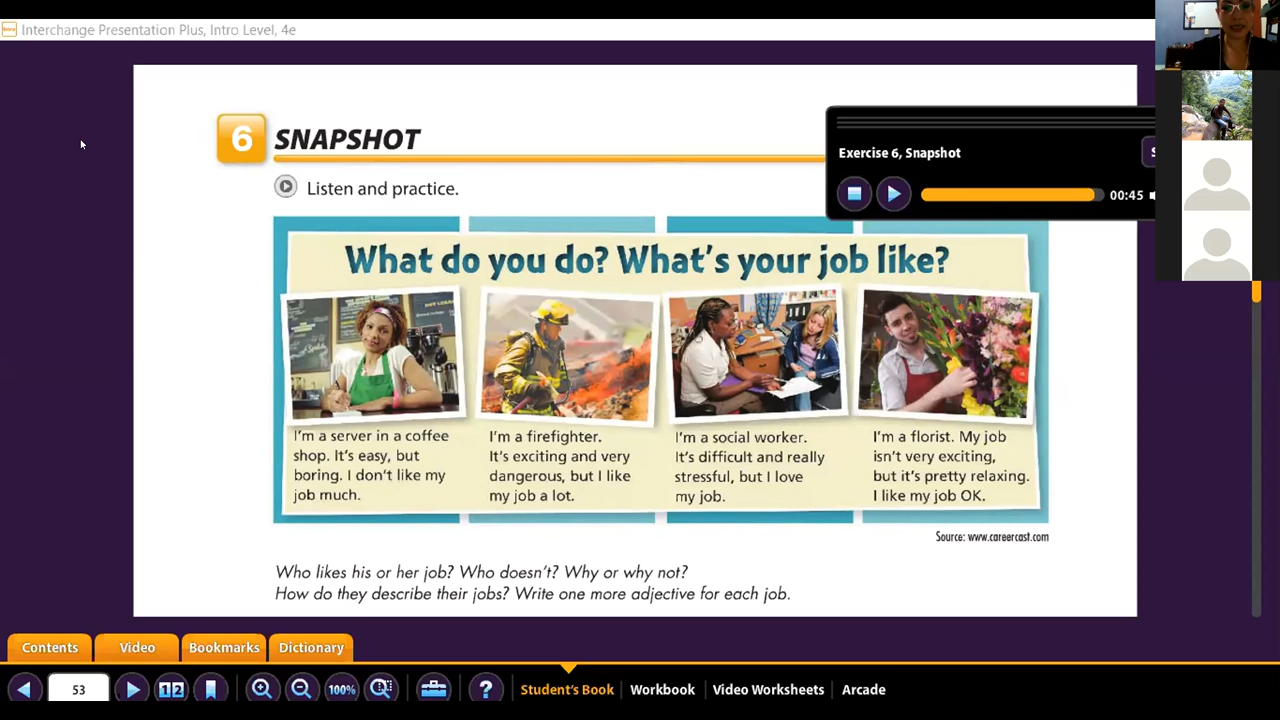 Interchange Presentation Plus, Intro Level, 4e
6 SNAPSHOT
Listen and practice.
Exercise 6, Snapshot
00:45
What do you do? What's your job like?
I'm a server in a coffee
shop. It's easy, but
boring. I don't like my
job much.
I'm a firefighter.
It's exciting and very
dangerous, but I like
my job a lot.
I'm a social worker.
It's difficult and really
stressful, but I love
my job.
I'm a florist. My job
isn't very exciting,
but it's pretty relaxing.
I like my job OK.
Source: www.careercast.com
Who likes his or her job? Who doesn't? Why or why not?
How do they describe their jobs? Write one more adjective for each job.
Contents Video Bookmarks Dictionary
53 12 100% ? Student's Book Workbook Video Worksheets Arcade